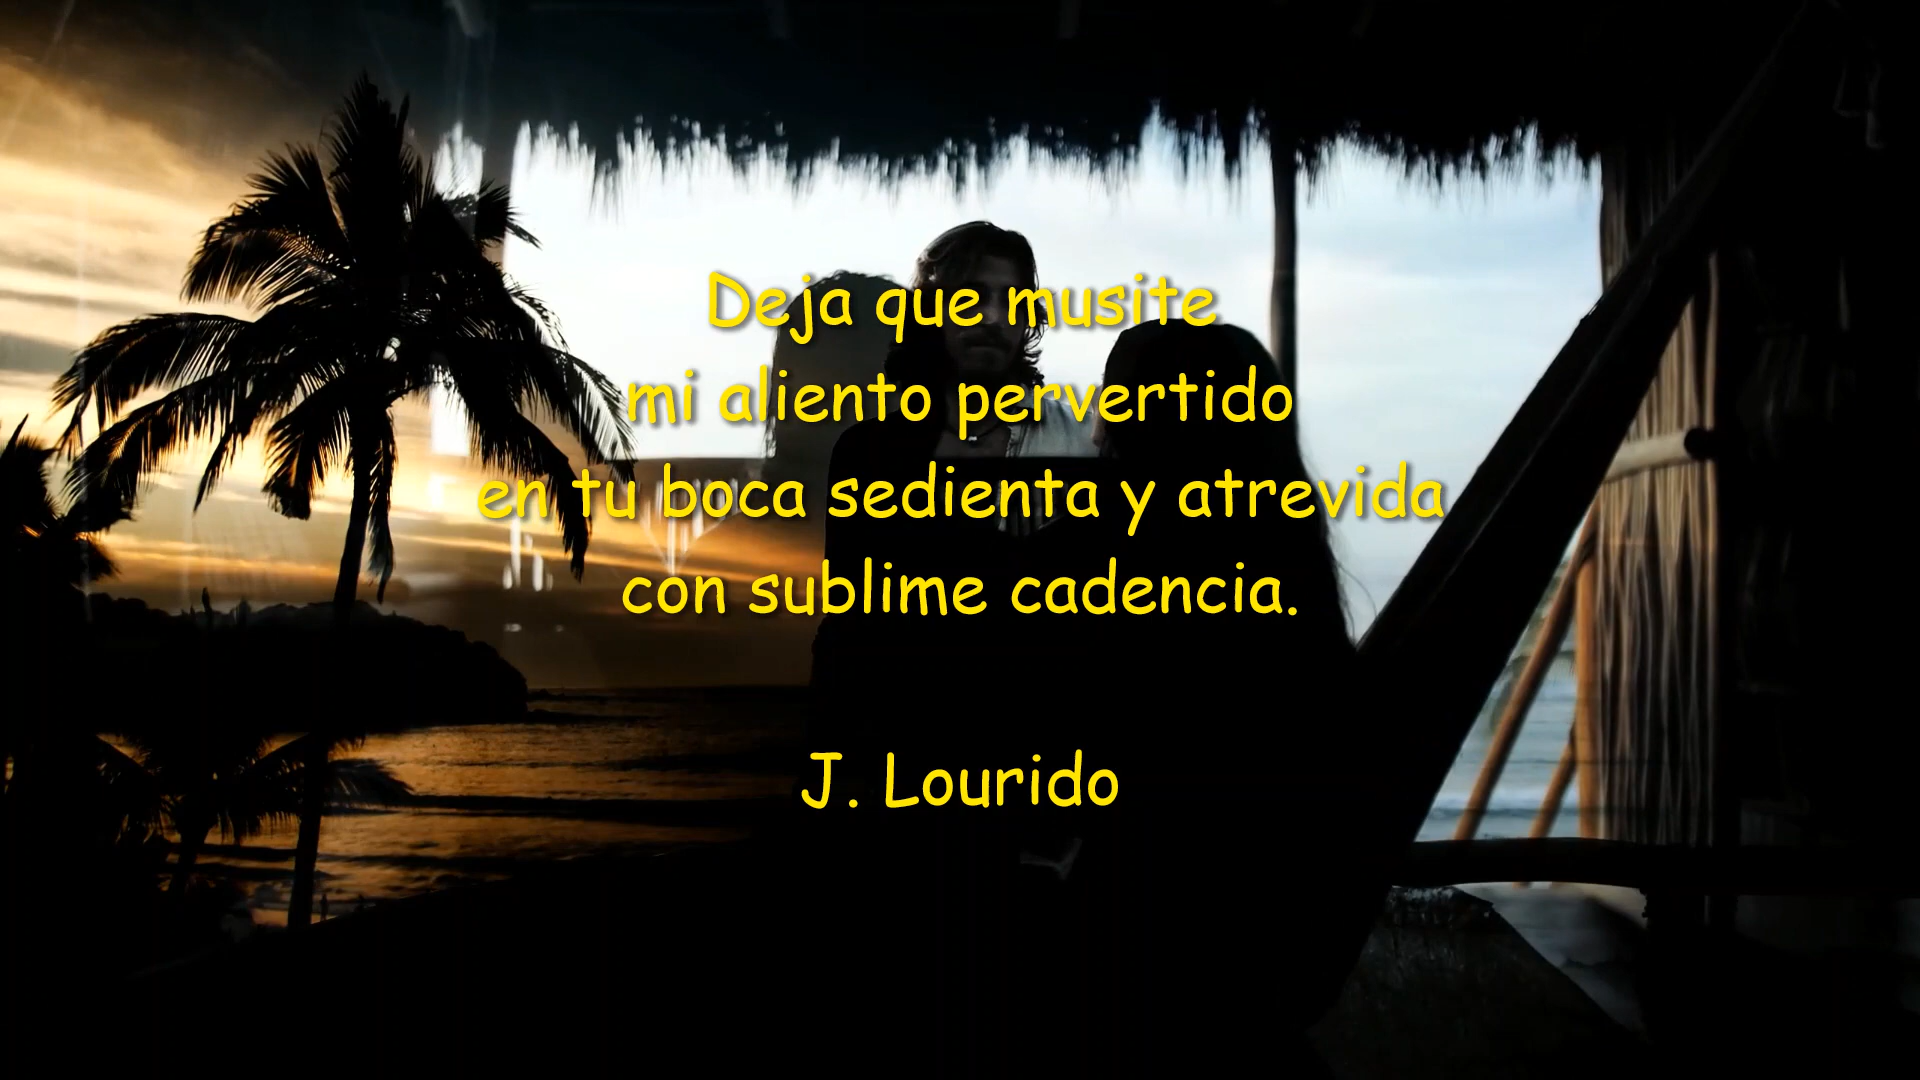 Deja que musite
mi aliento pervertido
en tu boca sedienta y atrevida
con sublime cadencia.
J. Lourido